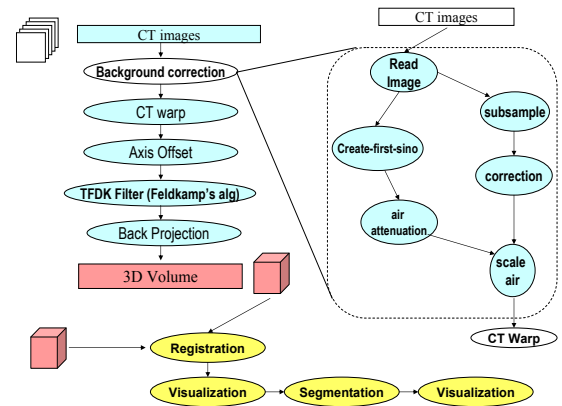 CT images
Background correction
CT warp
Axis Offset
TFDK Filter (Feldkamp's alg)
Back Projection
3D Volume
CT images
Read
Image
subsample
Create-first-sino
correction
air
attenuation
scale
air
CT Warp
Registration
Visualization
Segmentation
Visualization